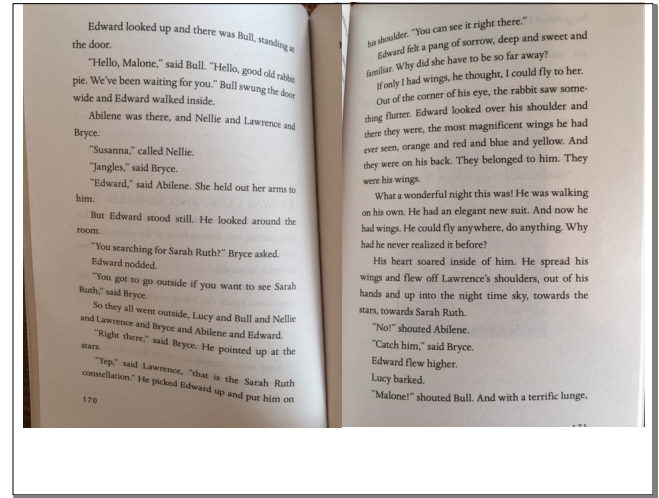 Edward looked up and there was Bull, standing at
the door.
"Hello, Malone," said Bull. "Hello, good old rabbit
pie. We've been waiting for you." Bull swung the door
wide and Edward walked inside.
Abilene was there, and Nellie and Lawrence and
Bryce.
"Susanna," called Nellie.
"Jangles," said Bryce.
"Edward," said Abilene. She held out her arms to
him.
But Edward stood still. He looked around the
room.
"You searching for Sarah Ruth?" Bryce asked.
Edward nodded.
"You got to go outside if you want to see Sarah
Ruth," said Bryce.
So they all went outside, Lucy and Bull and Nellie
and Lawrence and Bryce and Abilene and Edward.
"Right there," said Bryce. He pointed up at the
stars.
"Yep," said Lawrence, "that is the Sarah Ruth
constellation." He picked Edward up and put him on
170
his shoulder. "You can see it right there."
Edward felt a pang of sorrow, deep and sweet and
familiar. Why did she have to be so far away?
If only I had wings, he thought, I could fly to her.
Out of the corner of his eye, the rabbit saw some-
thing flutter. Edward looked over his shoulder and
there they were, the most magnificent wings he had
ever seen, orange and red and blue and yellow. And
they were on his back. They belonged to him. They
were his wings.
What a wonderful night this was! He was walking
on his own. He had an elegant new suit. And now he
had wings. He could fly anywhere, do anything. Why
had he never realized it before?
His heart soared inside of him. He spread his
wings and flew off Lawrence's shoulders, out of his
hands and up into the night time sky, towards the
stars, towards Sarah Ruth.
"No!" shouted Abilene.
"Catch him," said Bryce.
Edward flew higher.
Lucy barked.
"Malone!" shouted Bull. And with a terrific lunge,